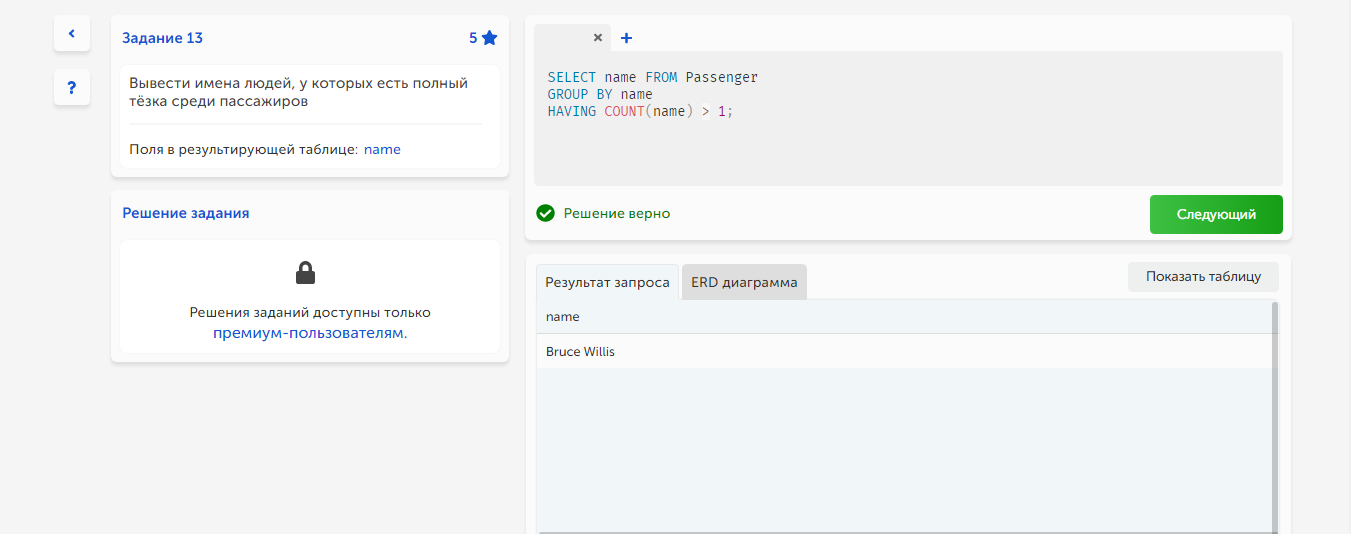 Задание 13
5
Вывести имена людей, у которых есть полный
тёзка среди пассажиров
Поля в результирующей таблице: name
?
Решение задания
Решения заданий доступны только
премиум-пользователям.
SELECT name FROM Passenger
GROUP BY name
HAVING COUNT(name) > 1;
Решение верно
Следующий
Результат запроса
ERD диаграмма
Показать таблицу
name
Bruce Willis